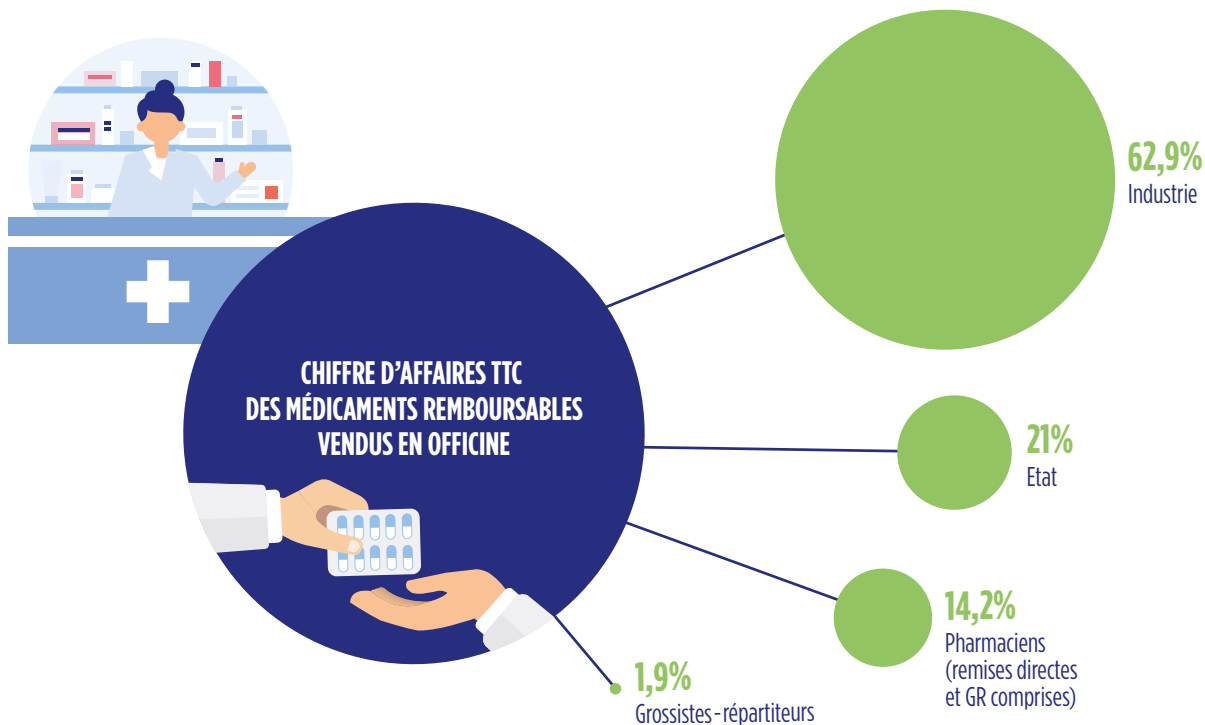 CHIFFRE D’AFFAIRES TTC
DES MÉDICAMENTS REMBOURSABLES
VENDUS EN OFFICINE
62,9%
Industrie
21%
Etat
14,2%
Pharmaciens
(remises directes
et GR comprises)
1,9%
Grossistes-répartiteurs